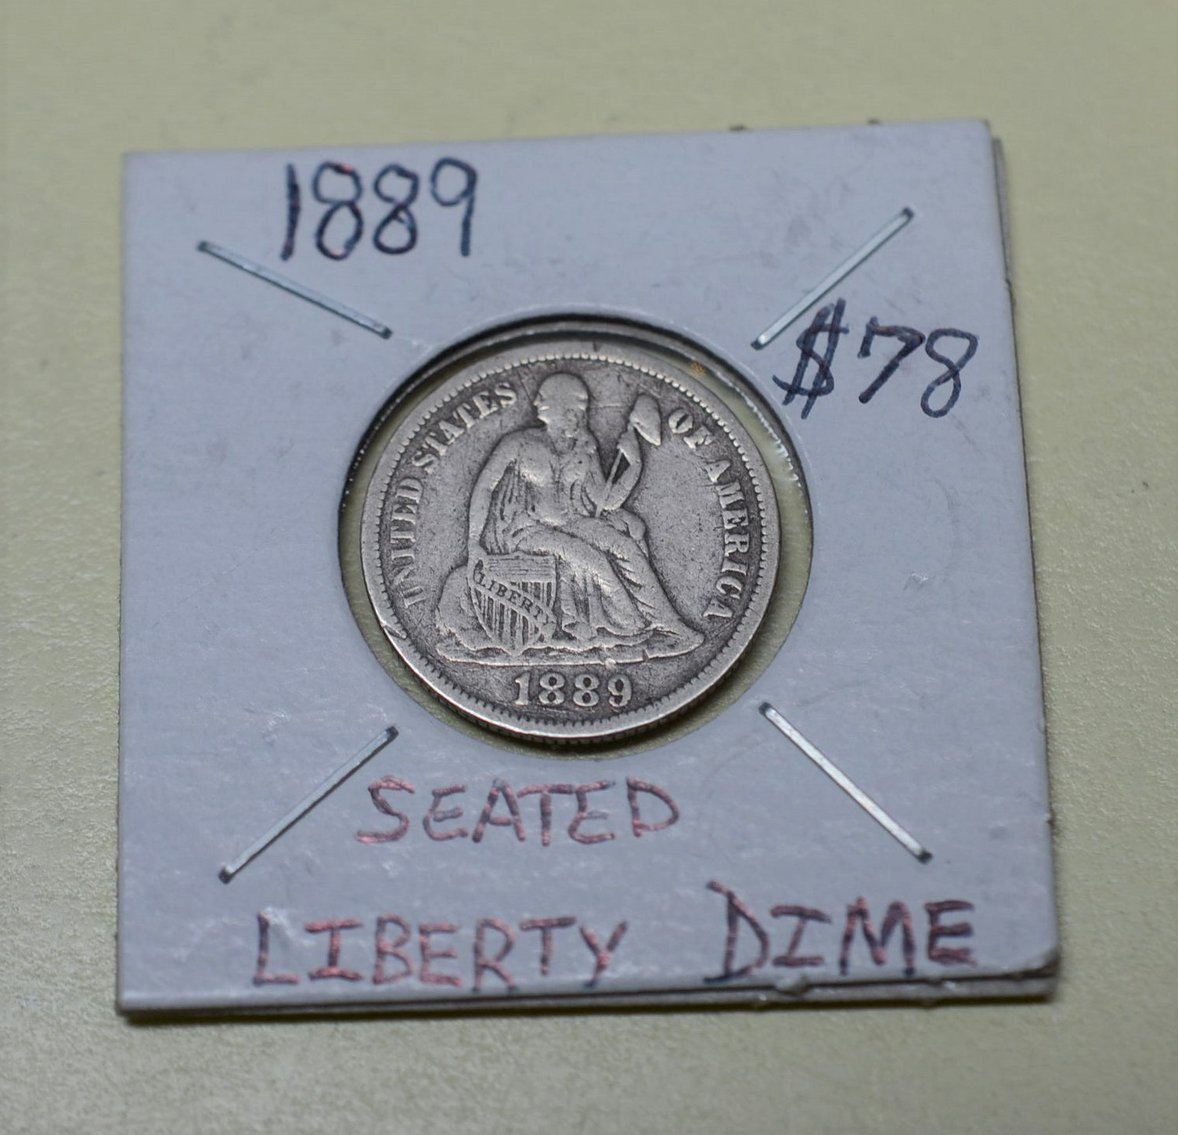 1889
$78
UNITED STATES OF AMERICA
LIBERTY
1889
SEATED
LIBERTY DIME